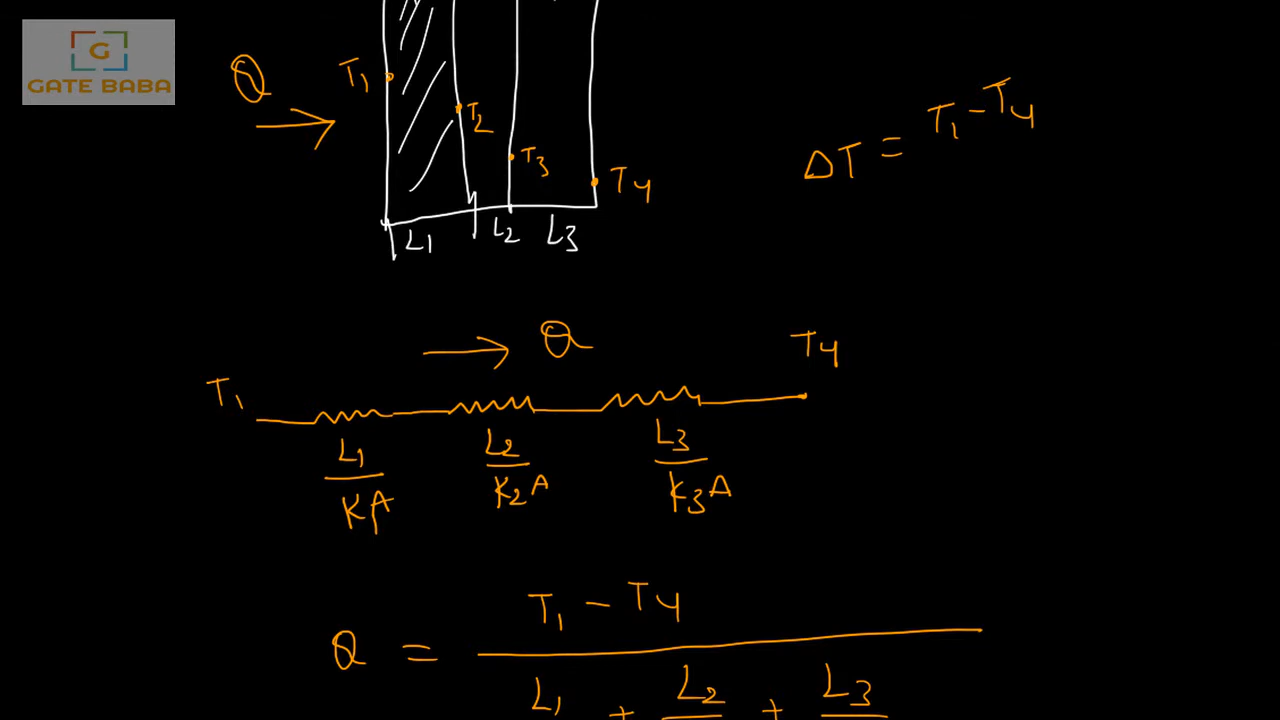 G
GATE BABA
Q
T1
T2
T3
T4
ΔT = T1 - T4
L1 L2 L3
Q
T1
T4
L1/KA L2/K2A L3/K3A
Q = T1 - T4
L1 + L2 + L3